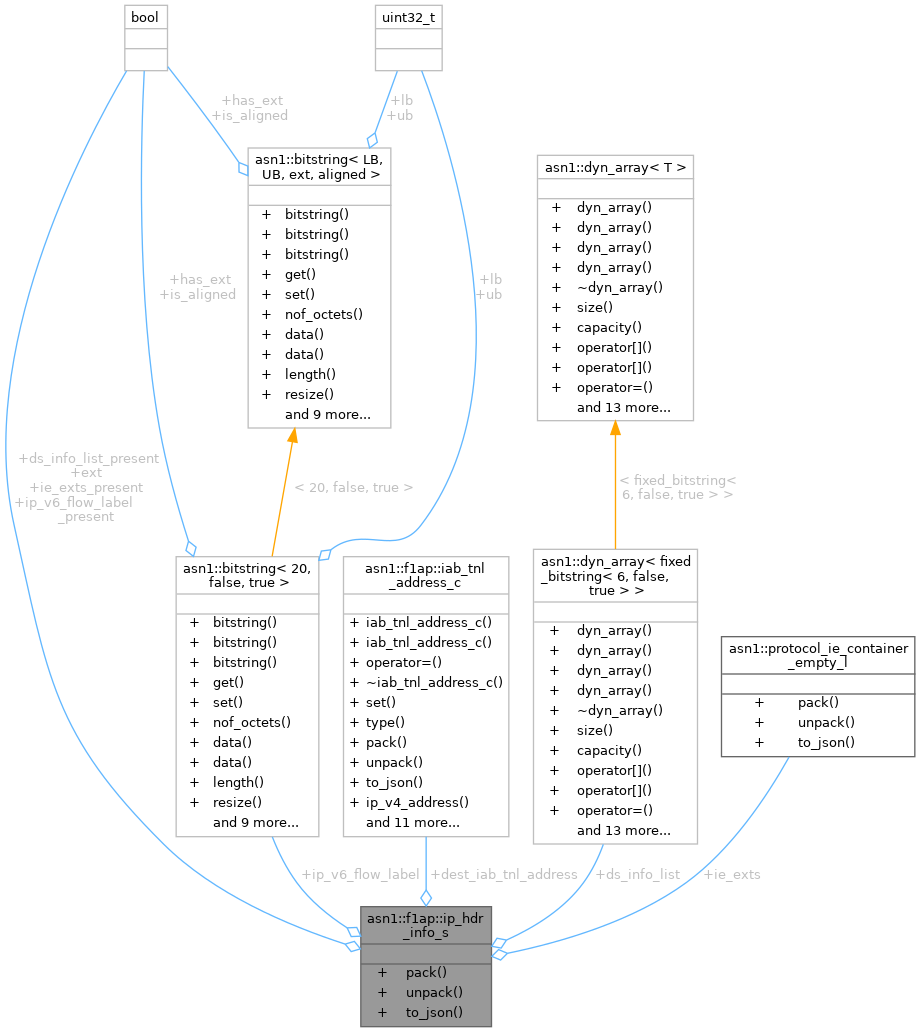 bool
uint32_t
+has_ext
+is_aligned
+lb
+ub
asn1::bitstring< LB,
UB, ext, aligned >
+ bitstring()
+ bitstring()
+ bitstring()
+ get()
+ set()
+ nof_octets()
+ data()
+ data()
+ length()
+ resize()
and 9 more...
asn1::dyn_array< T >
+ dyn_array()
+ dyn_array()
+ dyn_array()
+ dyn_array()
+ ~dyn_array()
+ size()
+ capacity()
+ operator[]()
+ operator[]()
+ operator=()
and 13 more...
+has_ext
+is_aligned
+lb
+ub
+ds_info_list_present
+ext
+ie_exts_present
+ip_v6_flow_label
_present
< 20, false, true >
< fixed_bitstring<
6, false, true > >
asn1::bitstring< 20,
false, true >
+ bitstring()
+ bitstring()
+ bitstring()
+ get()
+ set()
+ nof_octets()
+ data()
+ data()
+ length()
+ resize()
and 9 more...
asn1::f1ap::iab_tnl
_address_c
+ iab_tnl_address_c()
+ iab_tnl_address_c()
+ operator=()
+ ~iab_tnl_address_c()
+ set()
+ type()
+ pack()
+ unpack()
+ to_json()
+ ip_v4_address()
and 11 more...
asn1::dyn_array< fixed
_bitstring< 6, false,
true > >
+ dyn_array()
+ dyn_array()
+ dyn_array()
+ dyn_array()
+ ~dyn_array()
+ size()
+ capacity()
+ operator[]()
+ operator[]()
+ operator=()
and 13 more...
asn1::protocol_ie_container
_empty_l
+ pack()
+ unpack()
+ to_json()
+ip_v6_flow_label
+dest_iab_tnl_address
+ds_info_list
+ie_exts
asn1::f1ap::ip_hdr
_info_s
+ pack()
+ unpack()
+ to_json()